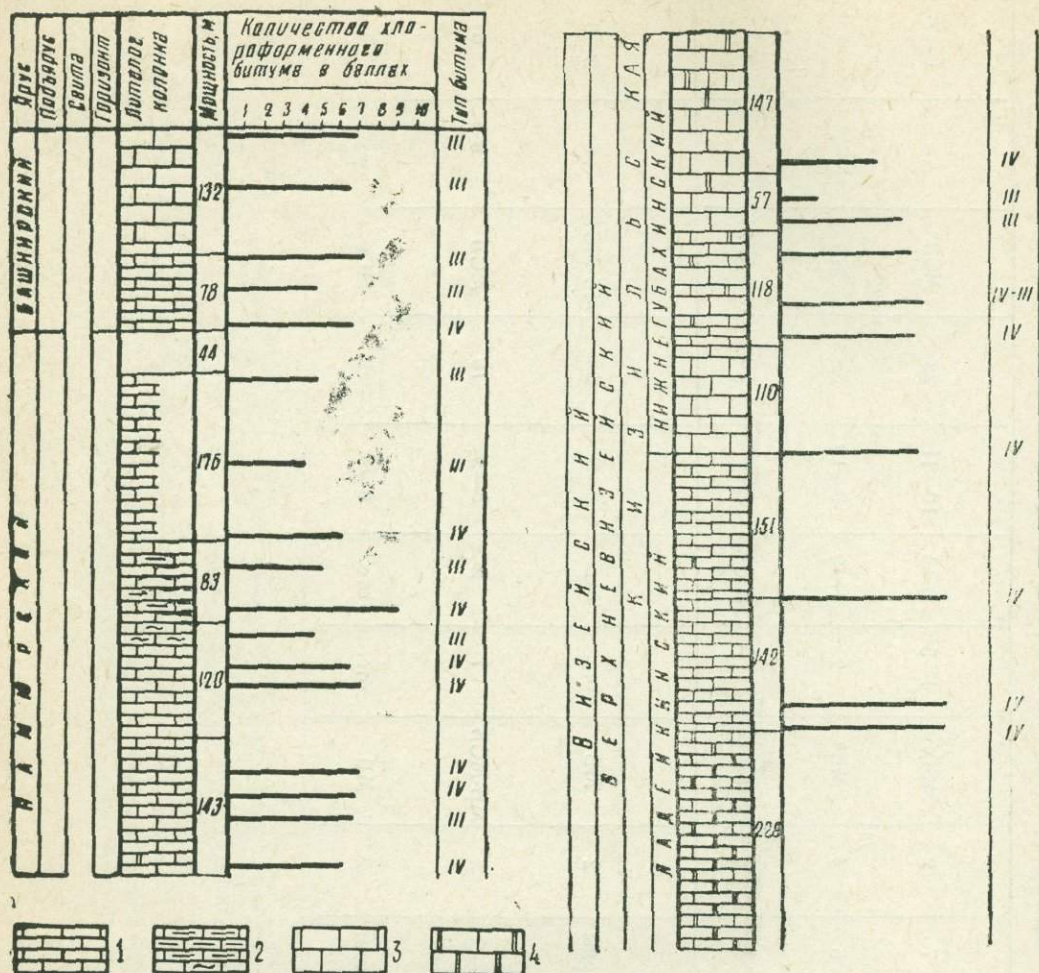 Ярус
Подъярус
Свита
Горизонт
Литолог. колонка
Мощность, м
Количество хло-
роформенного
битума в баллах
1 2 3 4 5 6 7 8 9 10
Тип битума
БАШКИРСКИЙ
НАМЮРСКИЙ
132
78
44
176
83
120
143
III
III
III
III
IV
III
III
IV
III
IV
III
IV
IV
IV
IV
III
IV
ВИЗЕЙСКИЙ
ВЕРХНЕВИЗЕЙСКИЙ
КИЗИЛЬСКАЯ
НИЖНЕГУБАХИНСКИЙ
147
57
118
110
151
142
228
IV
III
III
IV-III
IV
IV
IV
IV
IV
1
2
3
4